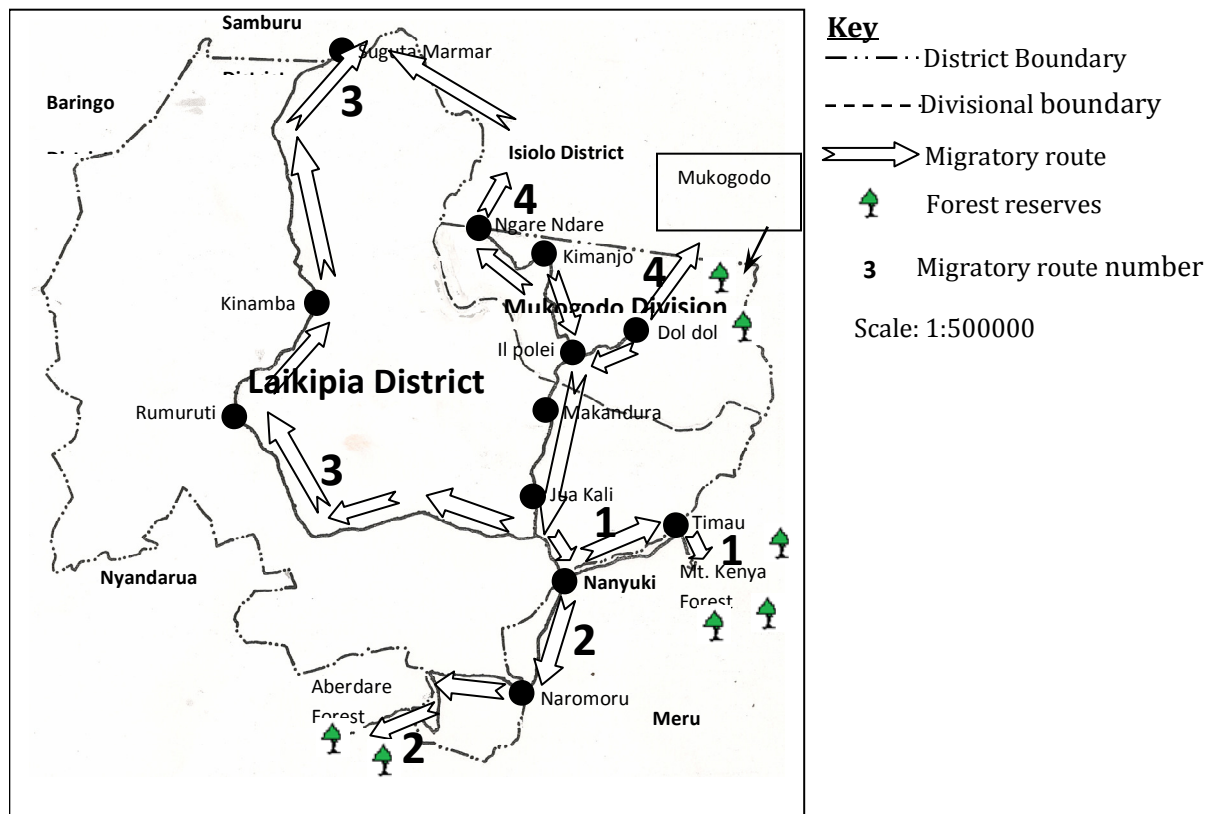 Samburu
Suguta Marmar
Baringo
3
Isiolo District
Mukogodo
4
Ngare Ndare
Kimanjo
4
Mukogodo Division
Kinamba
Dol dol
Il polei
Laikipia District
Rumuruti
Makandura
3
Jua Kali
1
Timau
1
Mt. Kenya
Forest
Nyandarua
Nanyuki
2
Aberdare
Forest
Naromoru
Meru
2
Key
District Boundary
Divisional boundary
Migratory route
Forest reserves
3 Migratory route number
Scale: 1:500000